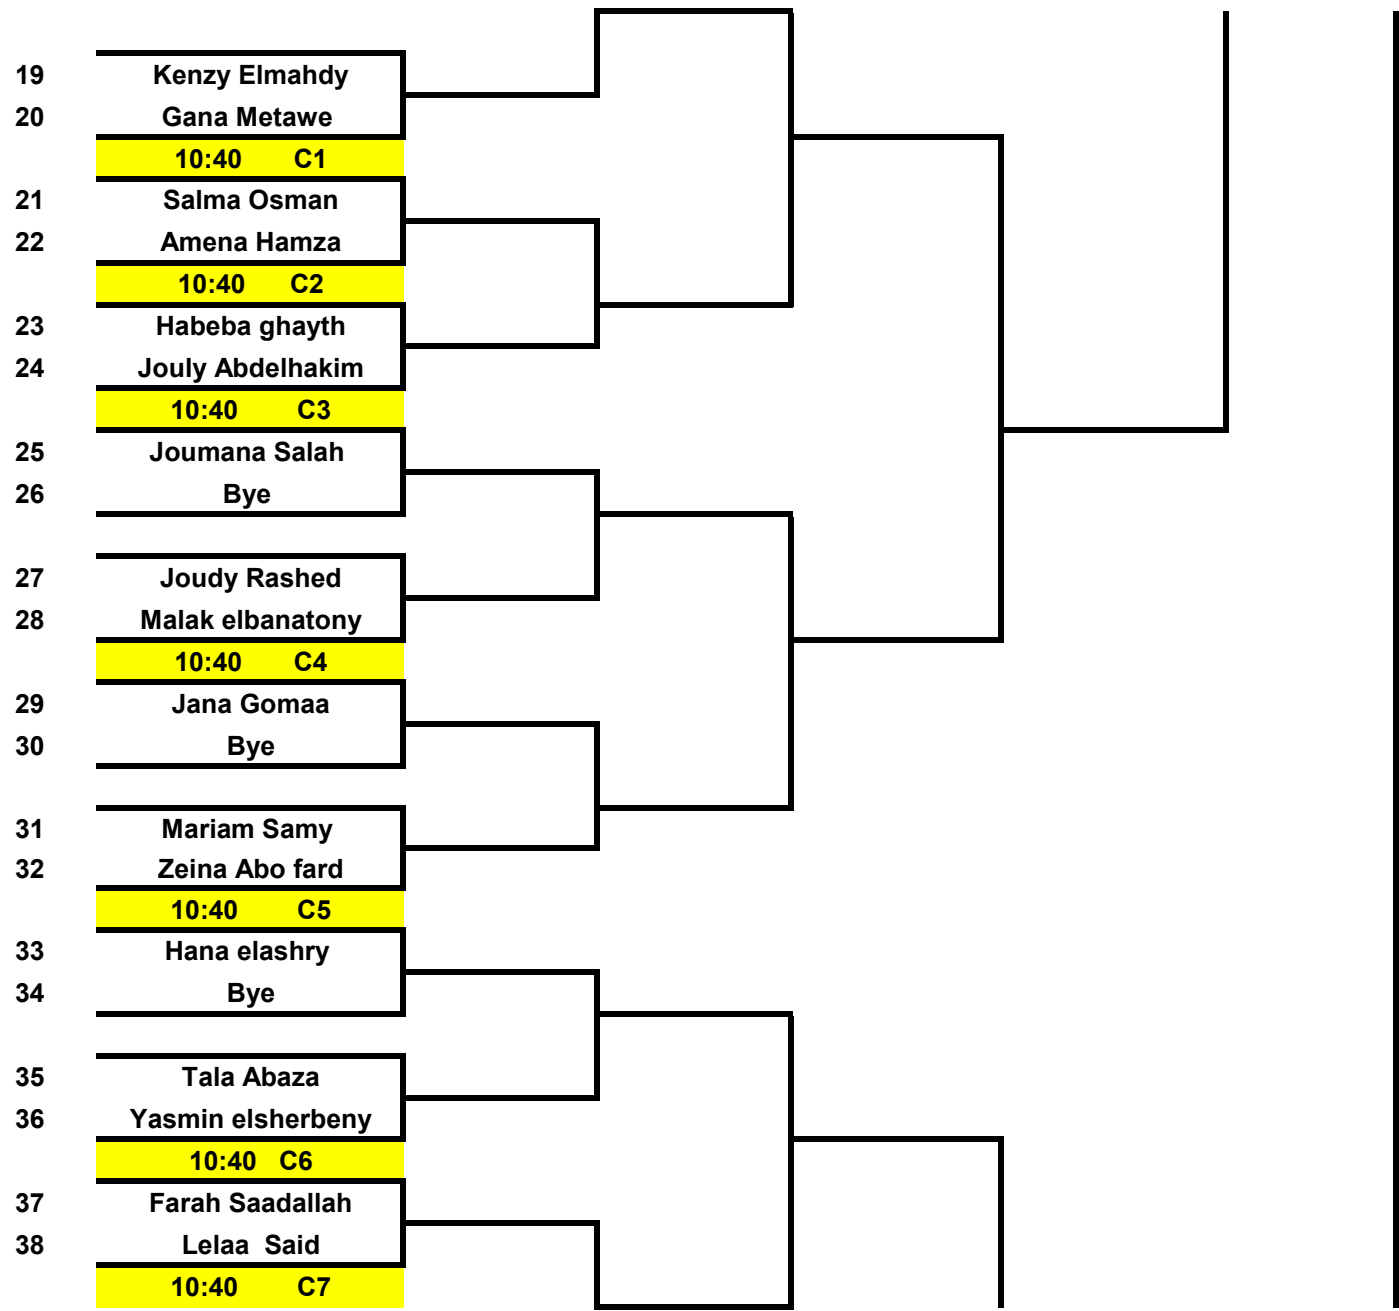 19 Kenzy Elmahdy
20 Gana Metawe
10:40 C1
21 Salma Osman
22 Amena Hamza
10:40 C2
23 Habeba ghayth
24 Jouly Abdelhakim
10:40 C3
25 Joumana Salah
26 Bye
27 Joudy Rashed
28 Malak elbanatony
10:40 C4
29 Jana Gomaa
30 Bye
31 Mariam Samy
32 Zeina Abo fard
10:40 C5
33 Hana elashry
34 Bye
35 Tala Abaza
36 Yasmin elsherbeny
10:40 C6
37 Farah Saadallah
38 Lelaa Said
10:40 C7